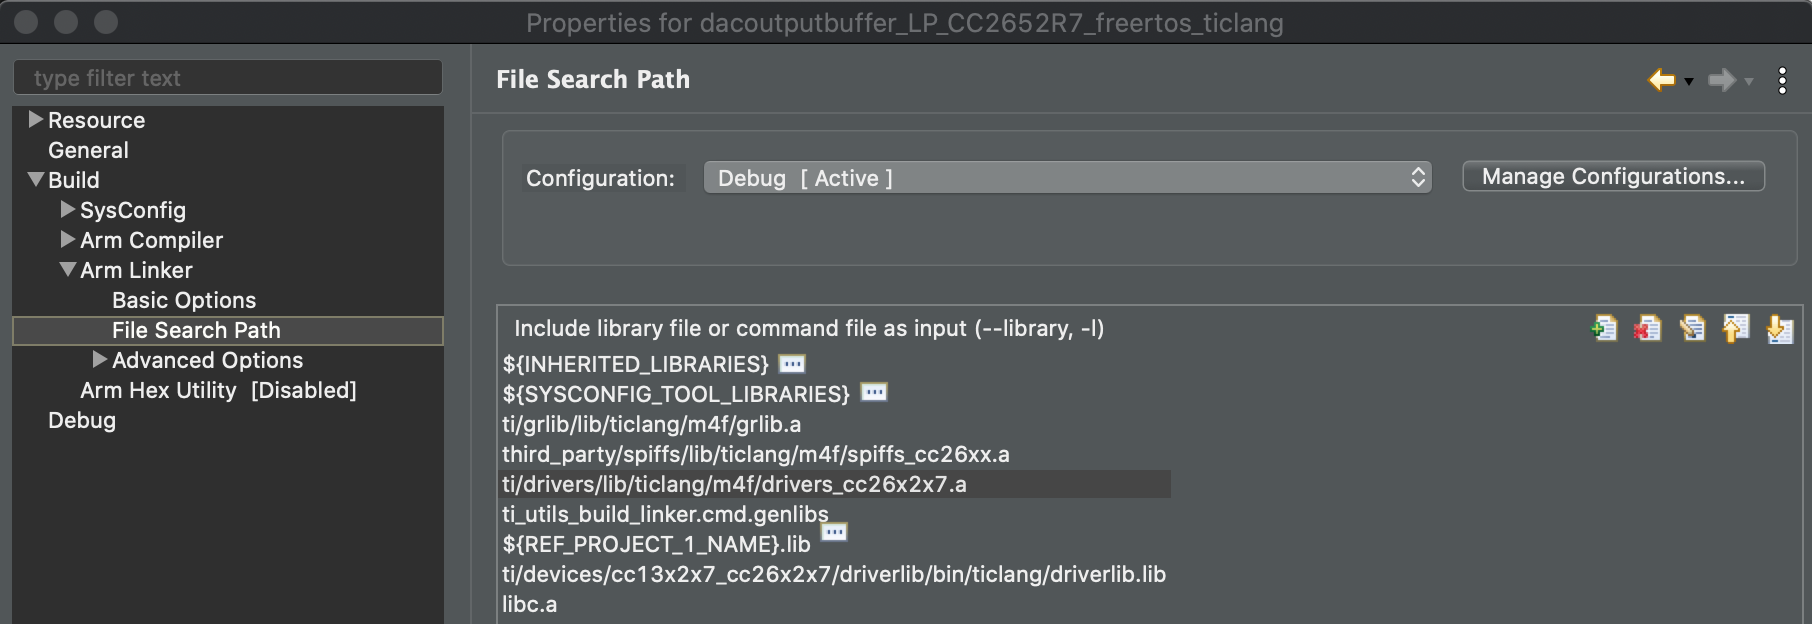 Properties for dacoutputbuffer_LP_CC2652R7_freertos_ticlang
type filter text
Resource
General
Build
SysConfig
Arm Compiler
Arm Linker
Basic Options
File Search Path
Advanced Options
Arm Hex Utility [Disabled]
Debug
File Search Path
Configuration: Debug [ Active ] Manage Configurations...
Include library file or command file as input (--library, -l)
${INHERITED_LIBRARIES}
${SYSCONFIG_TOOL_LIBRARIES}
ti/grlib/lib/ticlang/m4f/grlib.a
third_party/spiffs/lib/ticlang/m4f/spiffs_cc26xx.a
ti/drivers/lib/ticlang/m4f/drivers_cc26x2x7.a
ti_utils_build_linker.cmd.genlibs
${REF_PROJECT_1_NAME}.lib
ti/devices/cc13x2x7_cc26x2x7/driverlib/bin/ticlang/driverlib.lib
libc.a